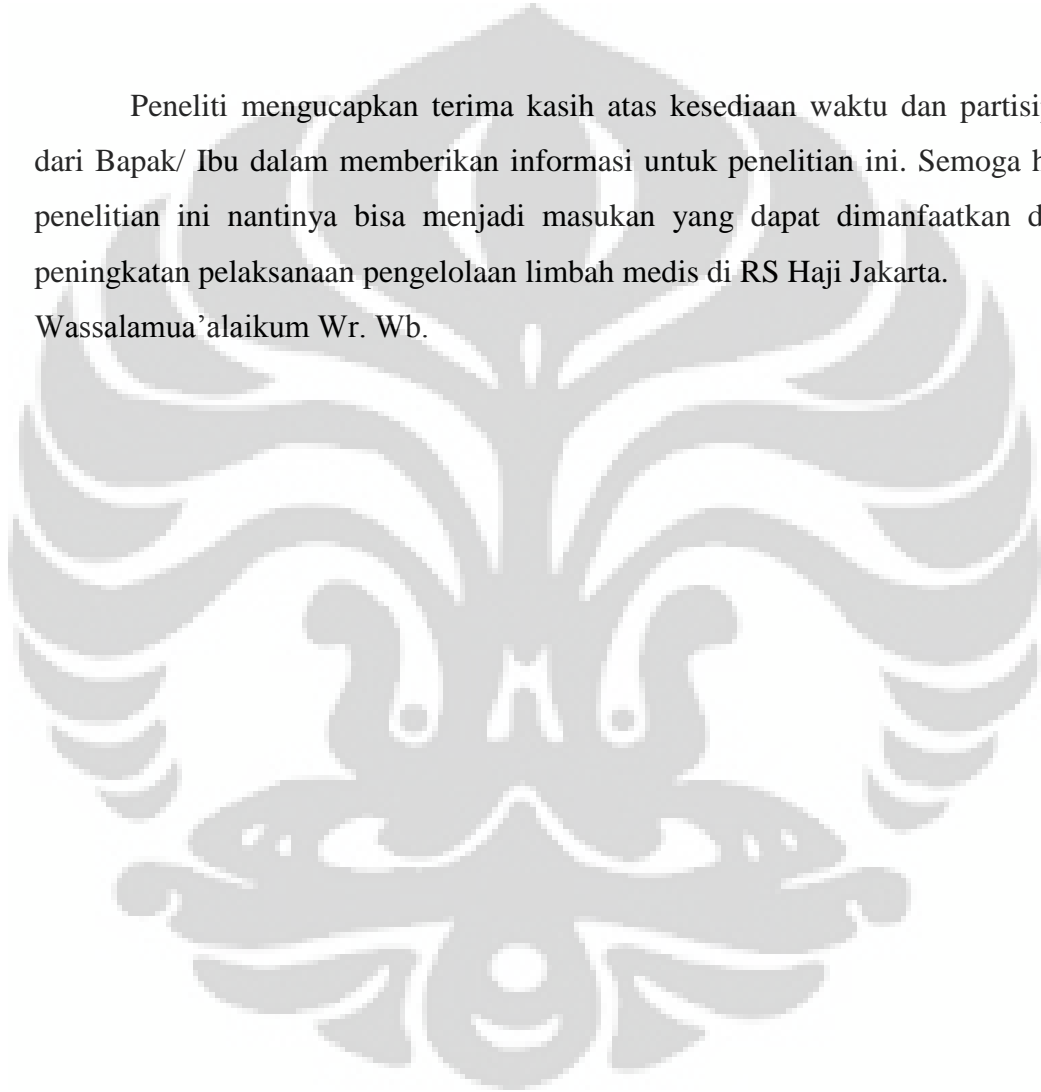 Peneliti mengucapkan terima kasih atas kesediaan waktu dan
dari Bapak/ Ibu dalam memberikan informasi untuk penelitian ini. Semoga
penelitian ini nantinya bisa menjadi masukan yang dapat dimanfaatkan
peningkatan pelaksanaan pengelolaan limbah medis di RS Haji Jakarta.
Wassalamua’alaikum Wr. Wb.